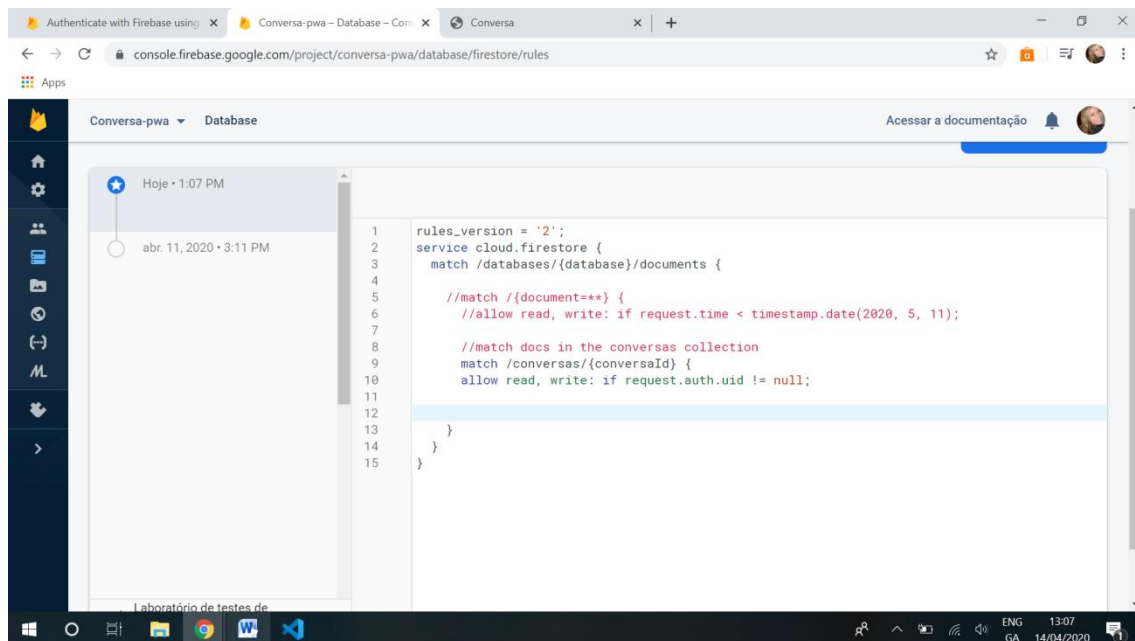 Authenticate with Firebase using
Conversa-pwa – Database – Con
Conversa
console.firebase.google.com/project/conversa-pwa/database/firestore/rules
Apps
Conversa-pwa
Database
Acessar a documentação
Hoje • 1:07 PM
abr. 11, 2020 • 3:11 PM
1 rules_version = '2';
2 service cloud.firestore {
3 match /databases/{database}/documents {
4
5 //match /{document=**} {
6 //allow read, write: if request.time < timestamp.date(2020, 5, 11);
7
8 //match docs in the conversas collection
9 match /conversas/{conversaId} {
10 allow read, write: if request.auth.uid != null;
11
12
13 }
14 }
15 }
Laboratório de testes de
ENG
GA
13:07
14/04/2020